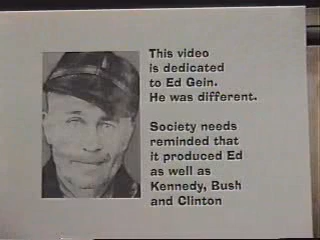 This video
is dedicated
to Ed Gein.
He was different.
Society needs
reminded that
it produced Ed
as well as
Kennedy, Bush
and Clinton